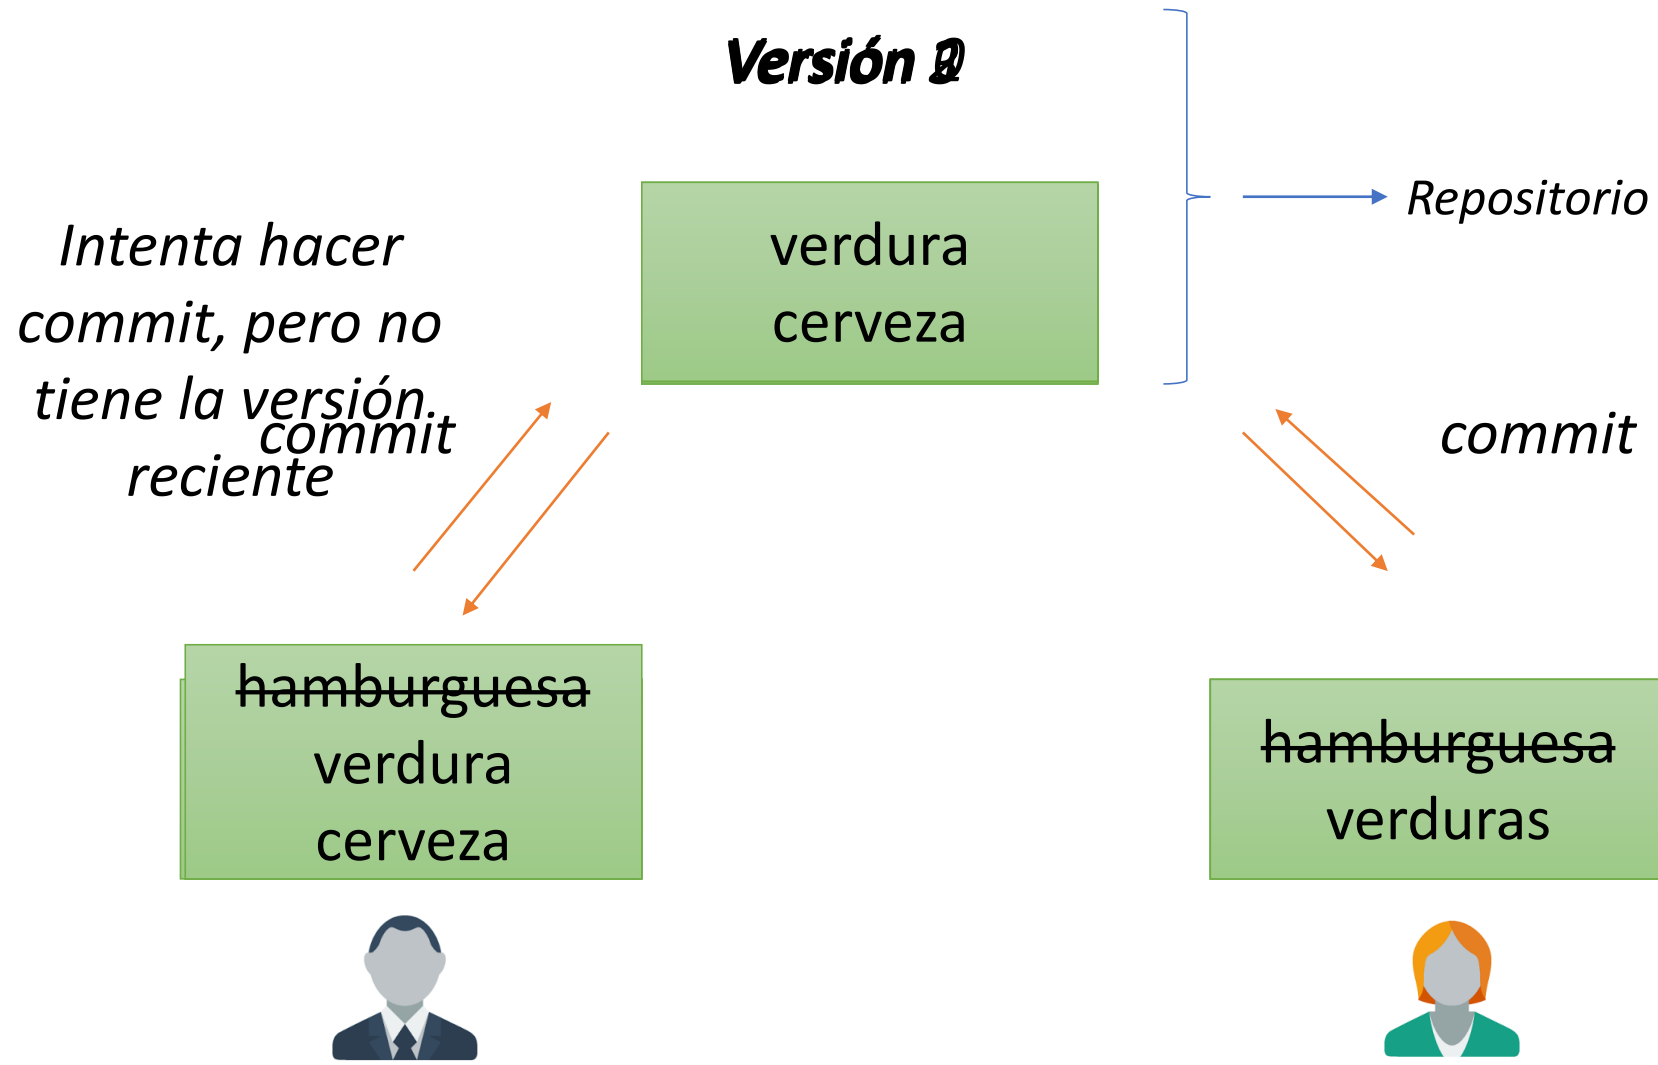 Versión
verdura
cerveza
Repositorio
Intenta hacer
commit, pero no
tiene la versión
reciente
commit
commit
hamburguesa
verdura
cerveza
hamburguesa
verduras